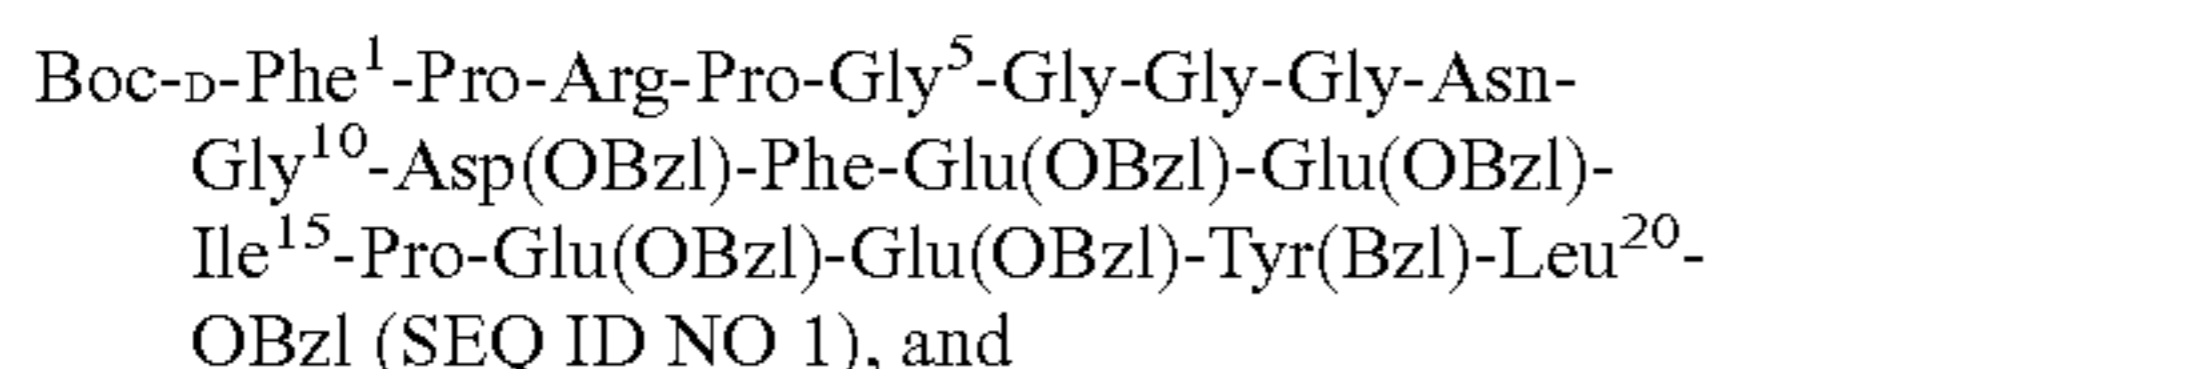 Boc-D-Phe¹-Pro-Arg-Pro-Gly⁵-Gly-Gly-Gly-Asn-
Gly¹⁰-Asp(OBzl)-Phe-Glu(OBzl)-Glu(OBzl)-
Ile¹⁵-Pro-Glu(OBzl)-Glu(OBzl)-Tyr(Bzl)-Leu²⁰-
OBzl (SEQ ID NO 1), and